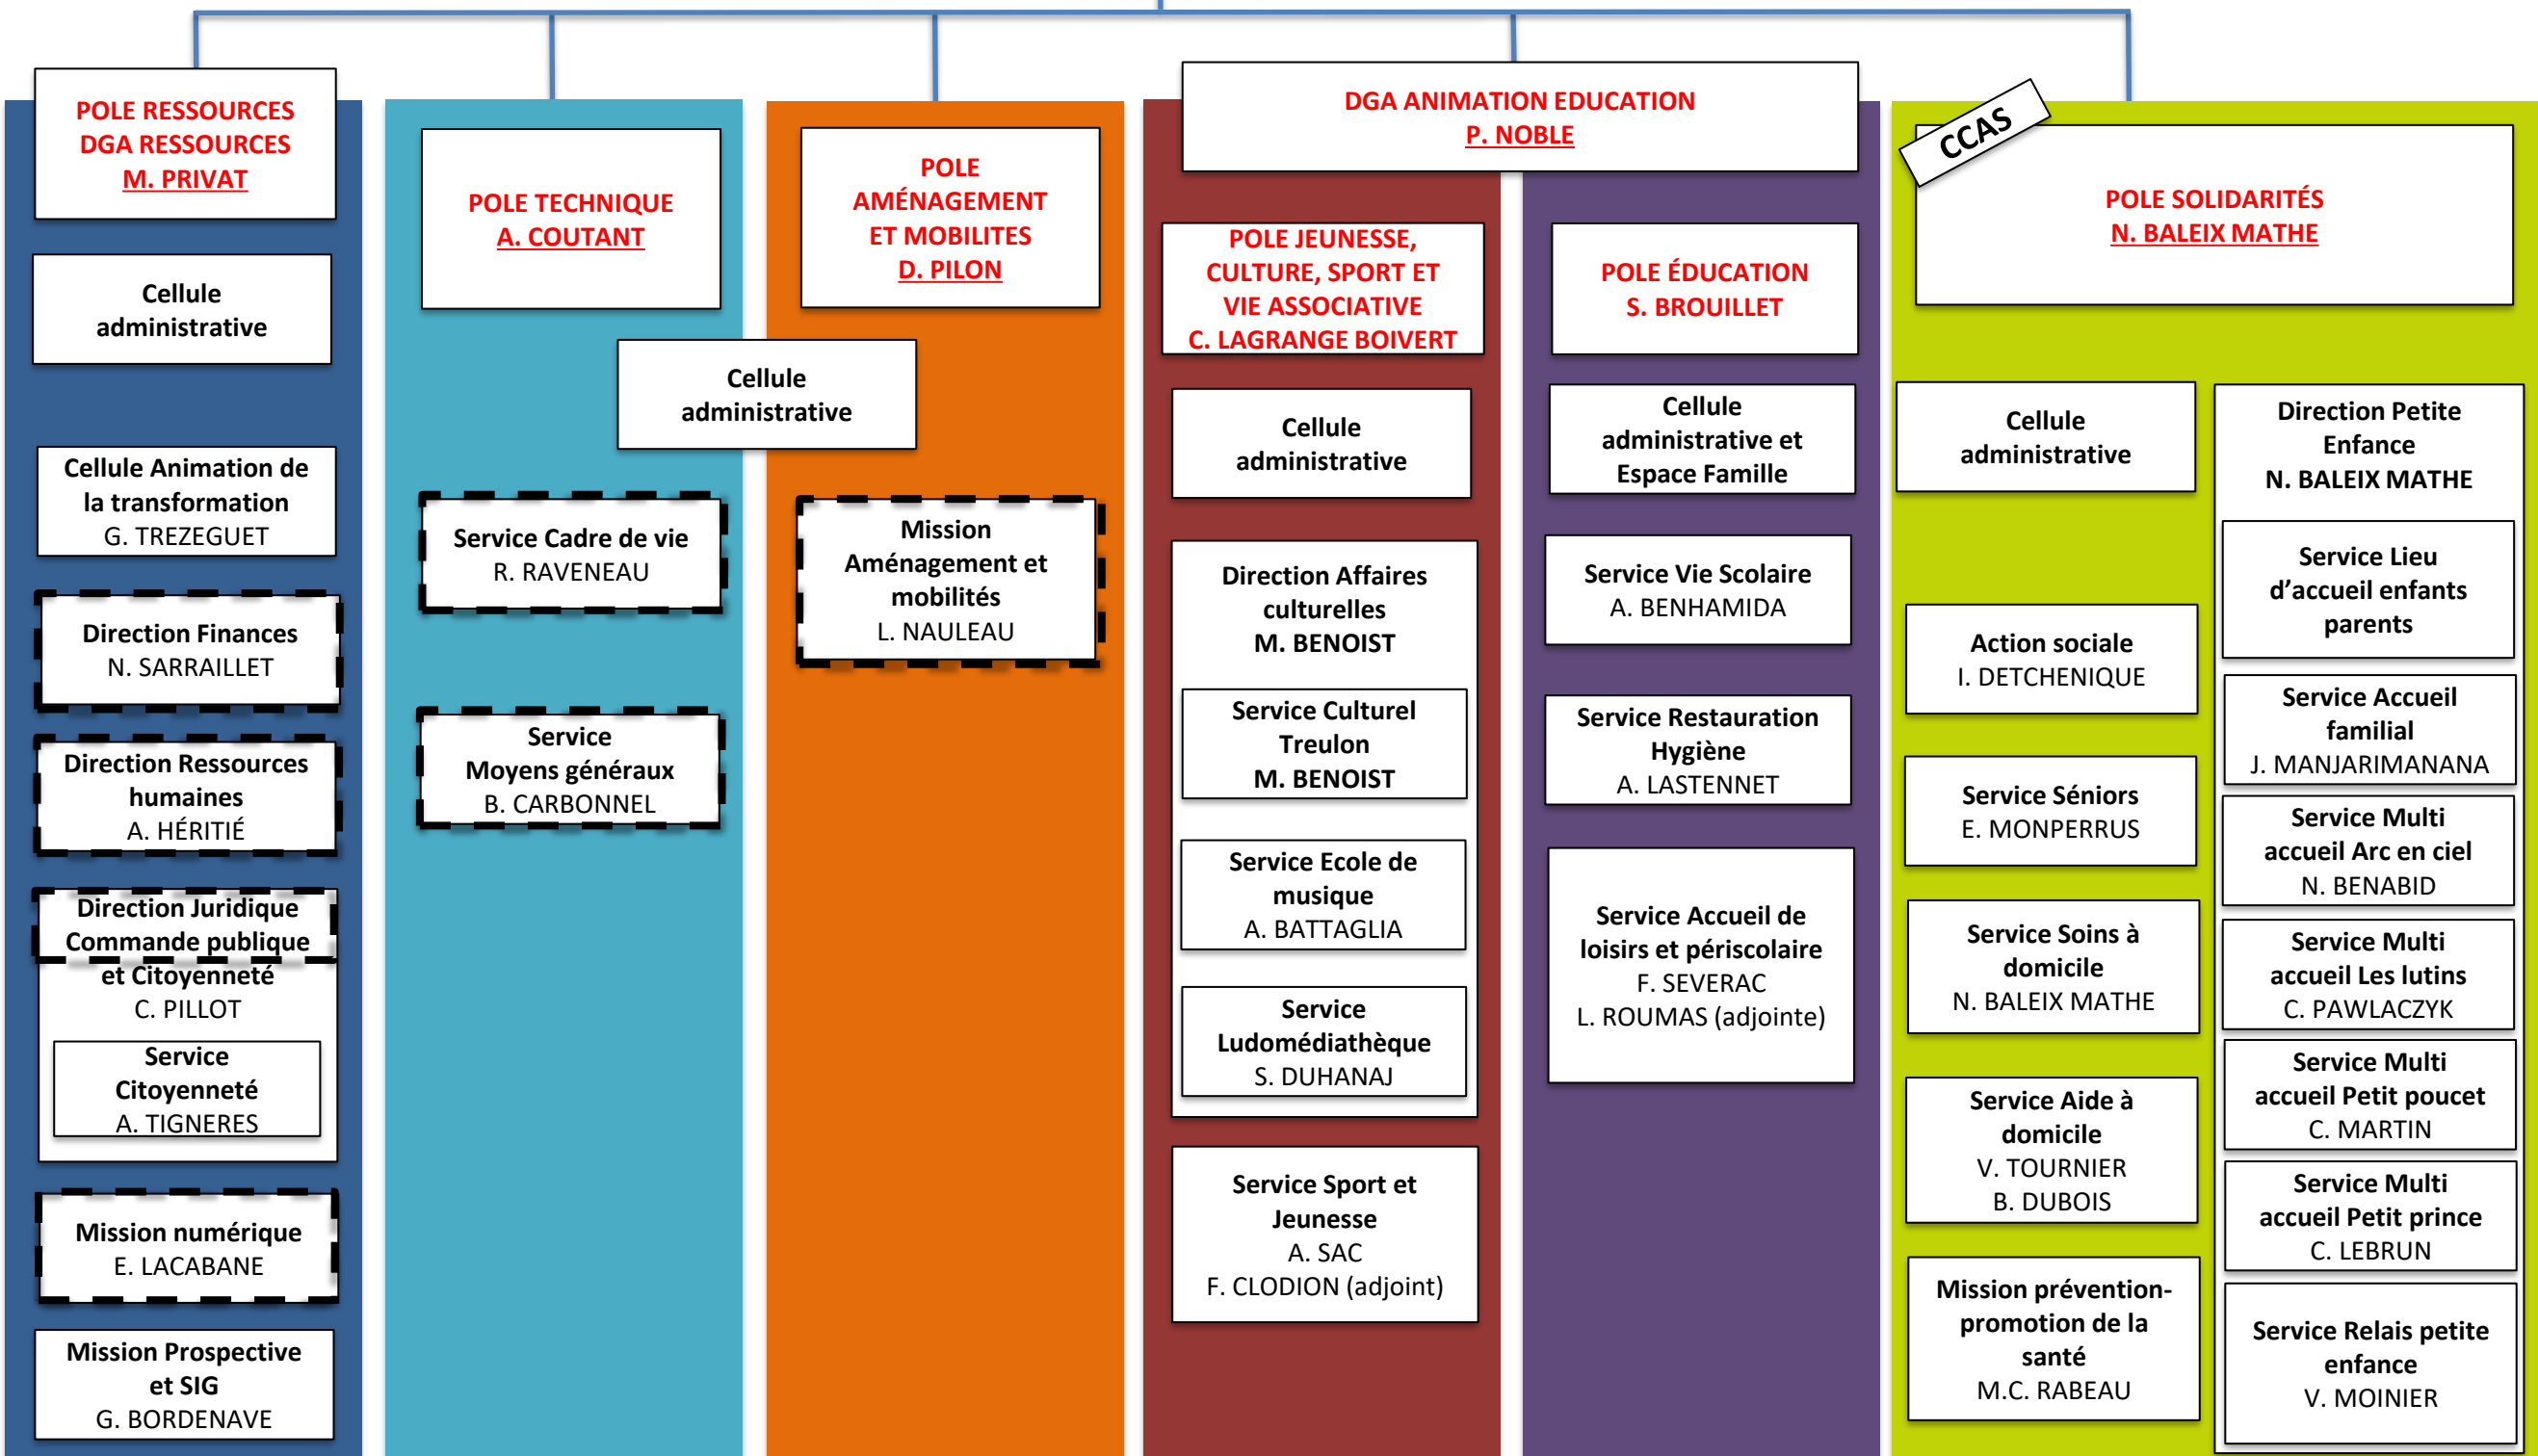 POLE RESSOURCES
DGA RESSOURCES
M. PRIVAT
Cellule
administrative
Cellule Animation de
la transformation
G. TREZEGUET
Direction Finances
N. SARRAILLET
Direction Ressources
humaines
A. HÉRITIÉ
Direction Juridique
Commande publique
et Citoyenneté
C. PILLOT
Service
Citoyenneté
A. TIGNERES
Mission numérique
E. LACABANE
Mission Prospective
et SIG
G. BORDENAVE
POLE TECHNIQUE
A. COUTANT
Cellule
administrative
Service Cadre de vie
R. RAVENEAU
Service
Moyens généraux
B. CARBONNEL
POLE
AMÉNAGEMENT
ET MOBILITES
D. PILON
Mission
Aménagement et
mobilités
L. NAULEAU
DGA ANIMATION EDUCATION
P. NOBLE
POLE JEUNESSE,
CULTURE, SPORT ET
VIE ASSOCIATIVE
C. LAGRANGE BOIVERT
Cellule
administrative
Direction Affaires
culturelles
M. BENOIST
Service Culturel
Treulon
M. BENOIST
Service Ecole de
musique
A. BATTAGLIA
Service
Ludomédiathèque
S. DUHANAJ
Service Sport et
Jeunesse
A. SAC
F. CLODION (adjoint)
POLE ÉDUCATION
S. BROUILLET
Cellule
administrative et
Espace Famille
Service Vie Scolaire
A. BENHAMIDA
Service Restauration
Hygiène
A. LASTENNET
Service Accueil de
loisirs et périscolaire
F. SEVERAC
L. ROUMAS (adjointe)
CCAS
POLE SOLIDARITÉS
N. BALEIX MATHE
Cellule
administrative
Action sociale
I. DETCHENIQUE
Service Séniors
E. MONPERRUS
Service Soins à
domicile
N. BALEIX MATHE
Service Aide à
domicile
V. TOURNIER
B. DUBOIS
Mission prévention-
promotion de la
santé
M.C. RABEAU
Direction Petite
Enfance
N. BALEIX MATHE
Service Lieu
d'accueil enfants
parents
Service Accueil
familial
J. MANJARIMANANA
Service Multi
accueil Arc en ciel
N. BENABID
Service Multi
accueil Les lutins
C. PAWLACZYK
Service Multi
accueil Petit poucet
C. MARTIN
Service Multi
accueil Petit prince
C. LEBRUN
Service Relais petite
enfance
V. MOINIER